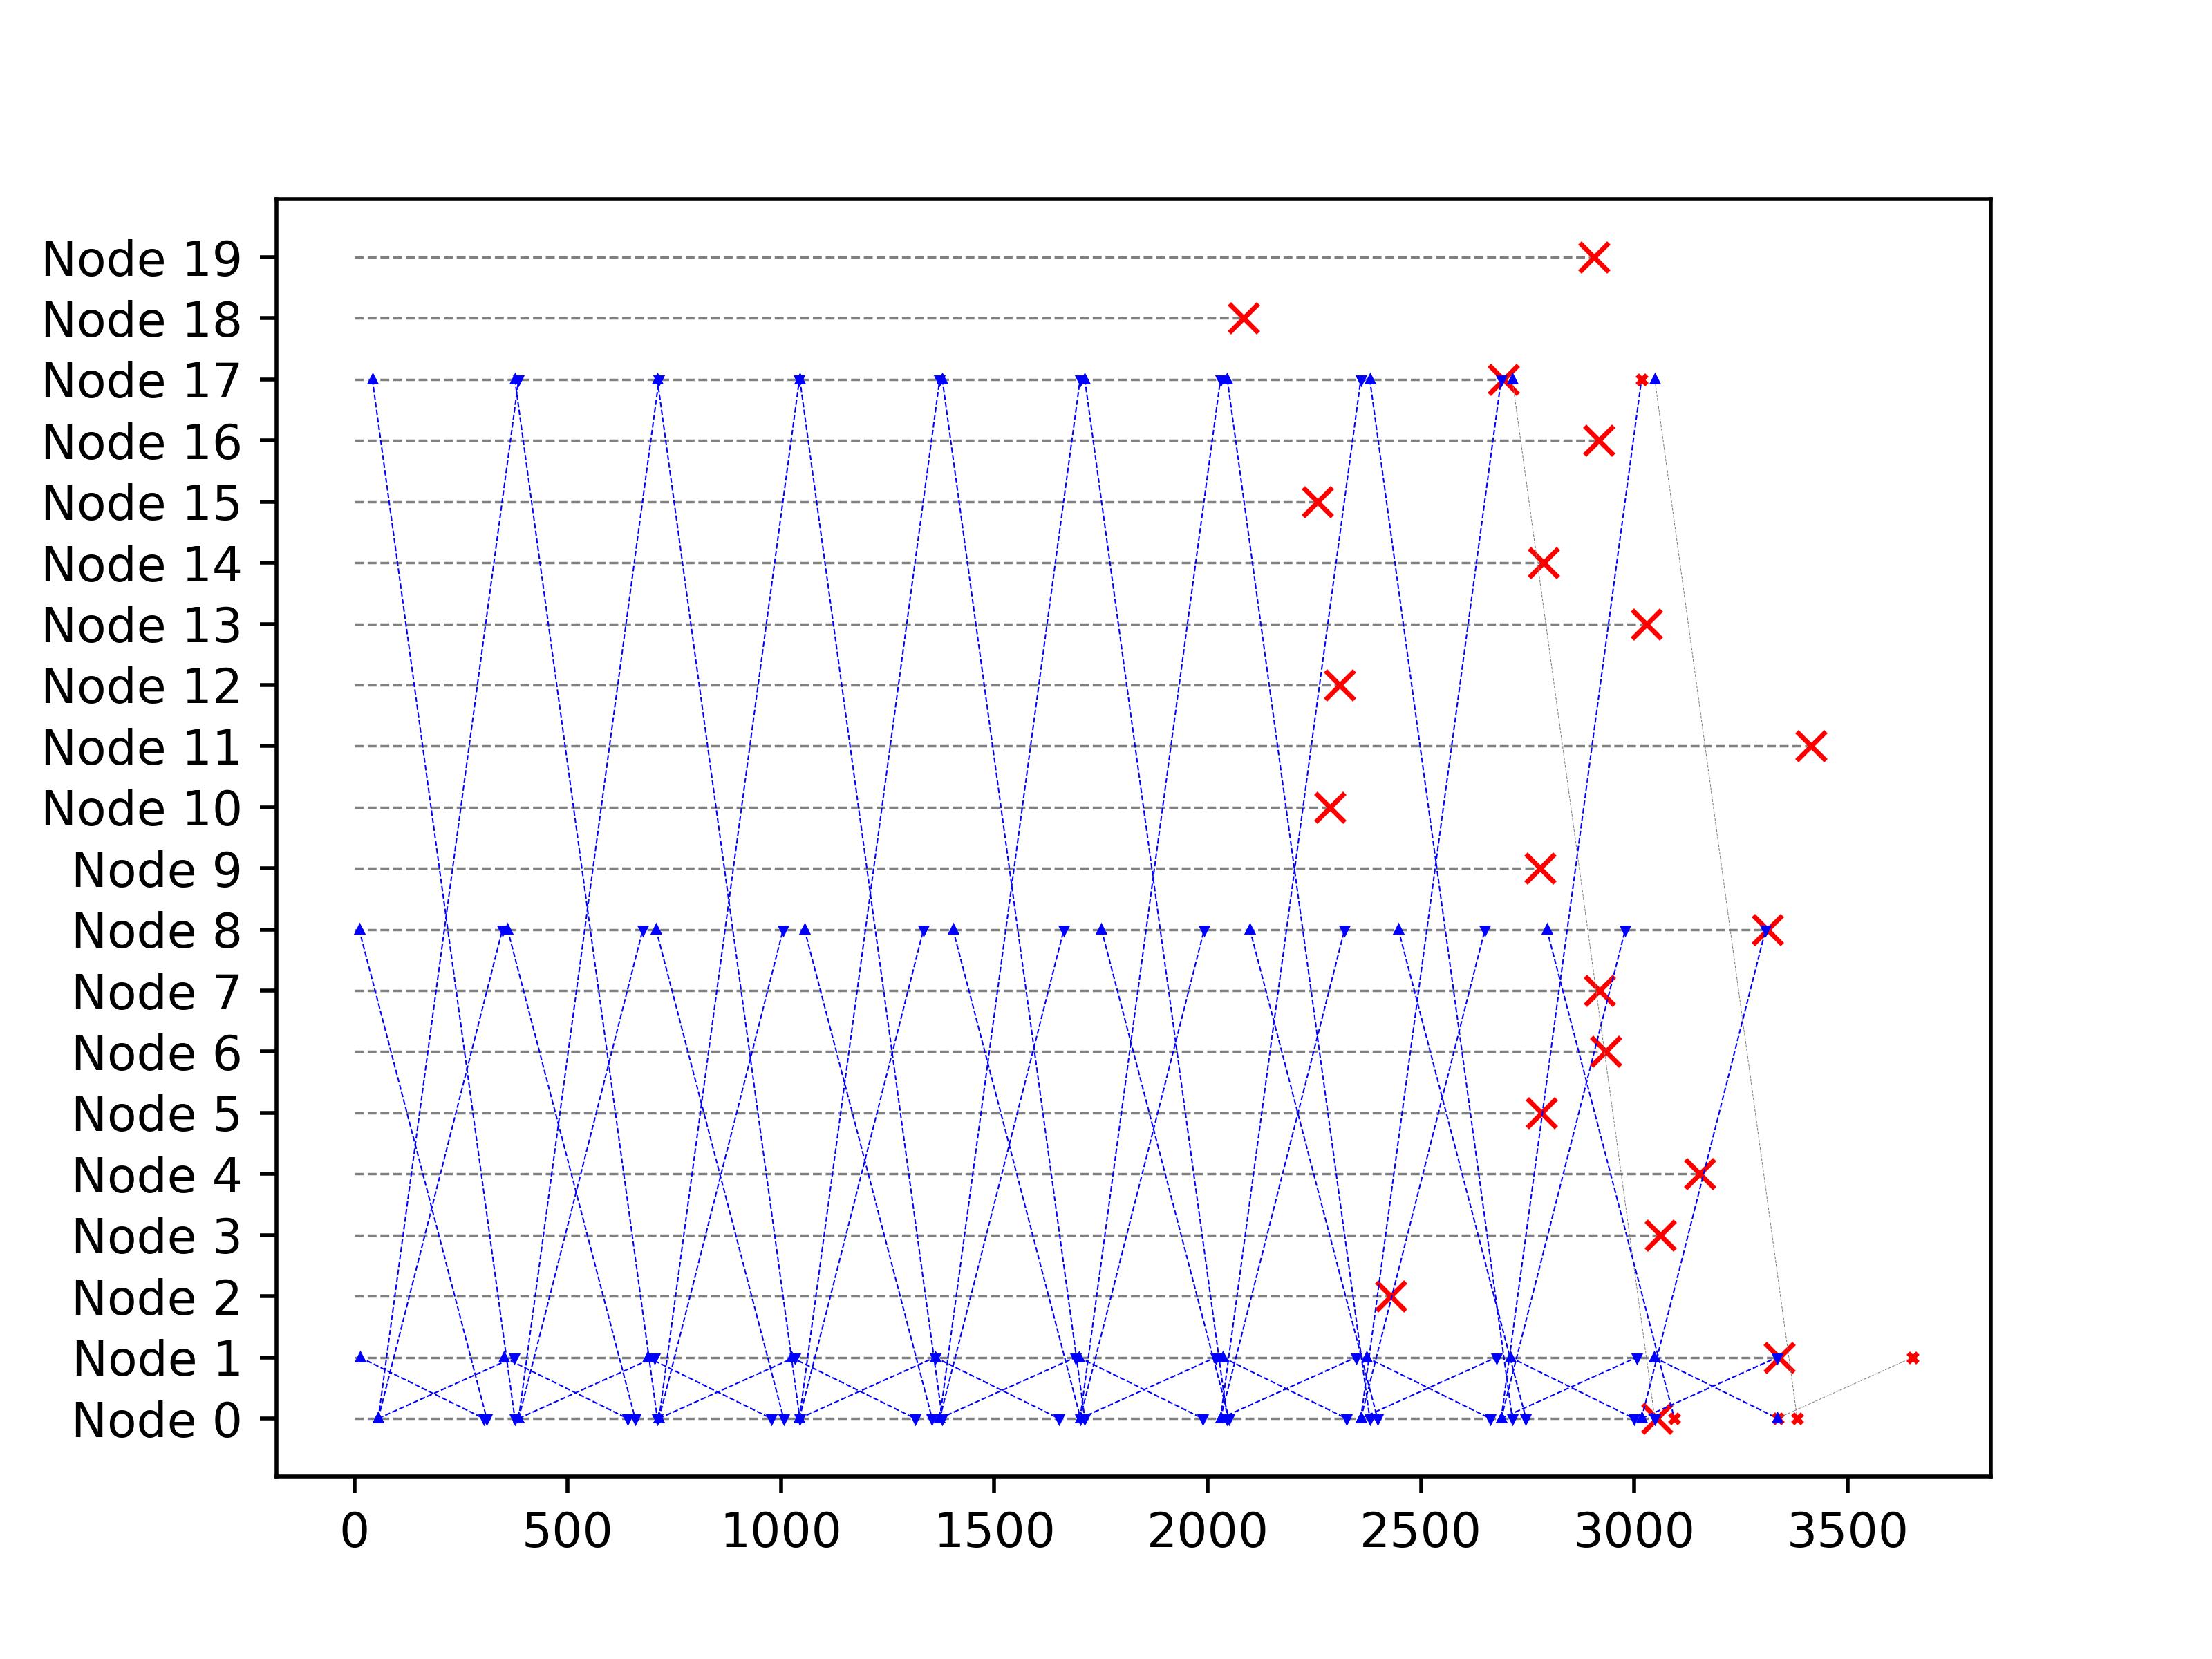 Node 19
Node 18
Node 17
Node 16
Node 15
Node 14
Node 13
Node 12
Node 11
Node 10
Node 9
Node 8
Node 7
Node 6
Node 5
Node 4
Node 3
Node 2
Node 1
Node 0
0 500 1000 1500 2000 2500 3000 3500